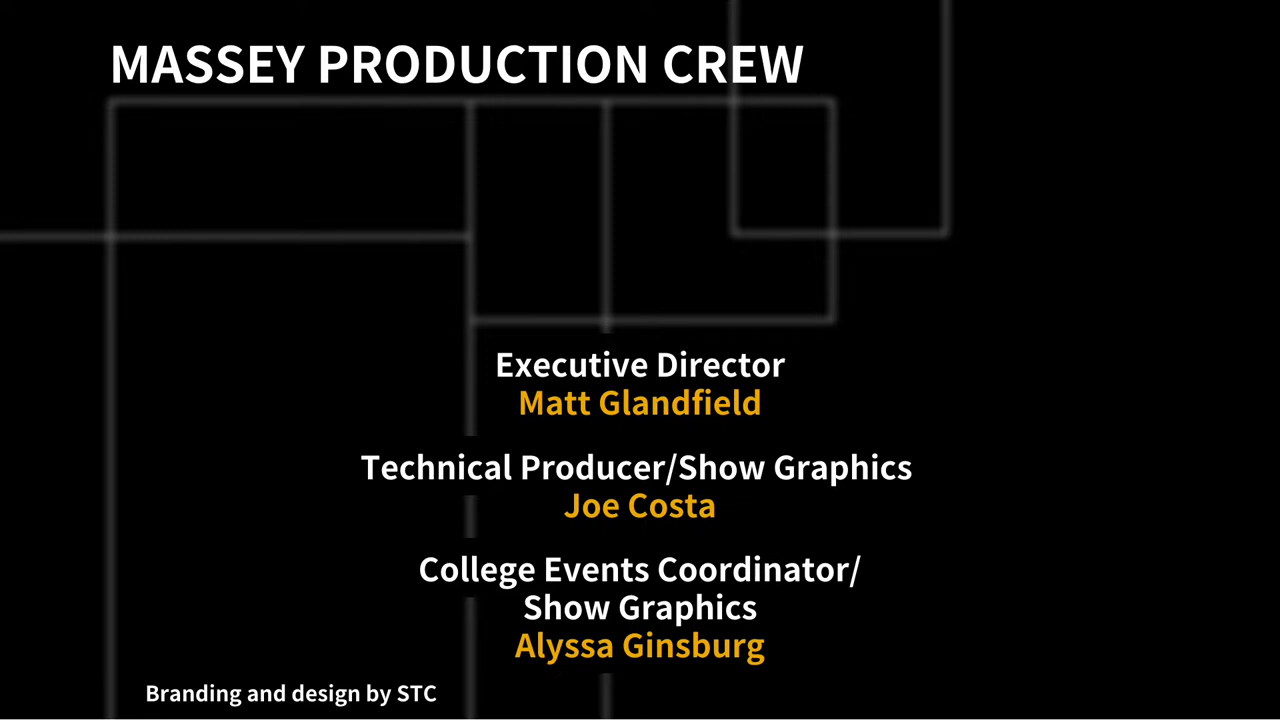 MASSEY PRODUCTION CREW
Executive Director
Matt Glandfield
Technical Producer/Show Graphics
Joe Costa
College Events Coordinator/
Show Graphics
Alyssa Ginsburg
Branding and design by STC